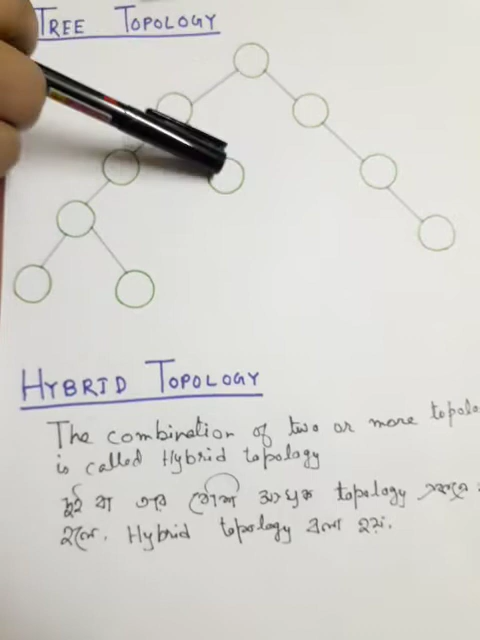 TREE TOPOLOGY
HYBRID TOPOLOGY
The combination of two or more topolo
is called Hybrid topology
দুই বা তার বেশি topology
হলে. Hybrid topology বলা হয়.